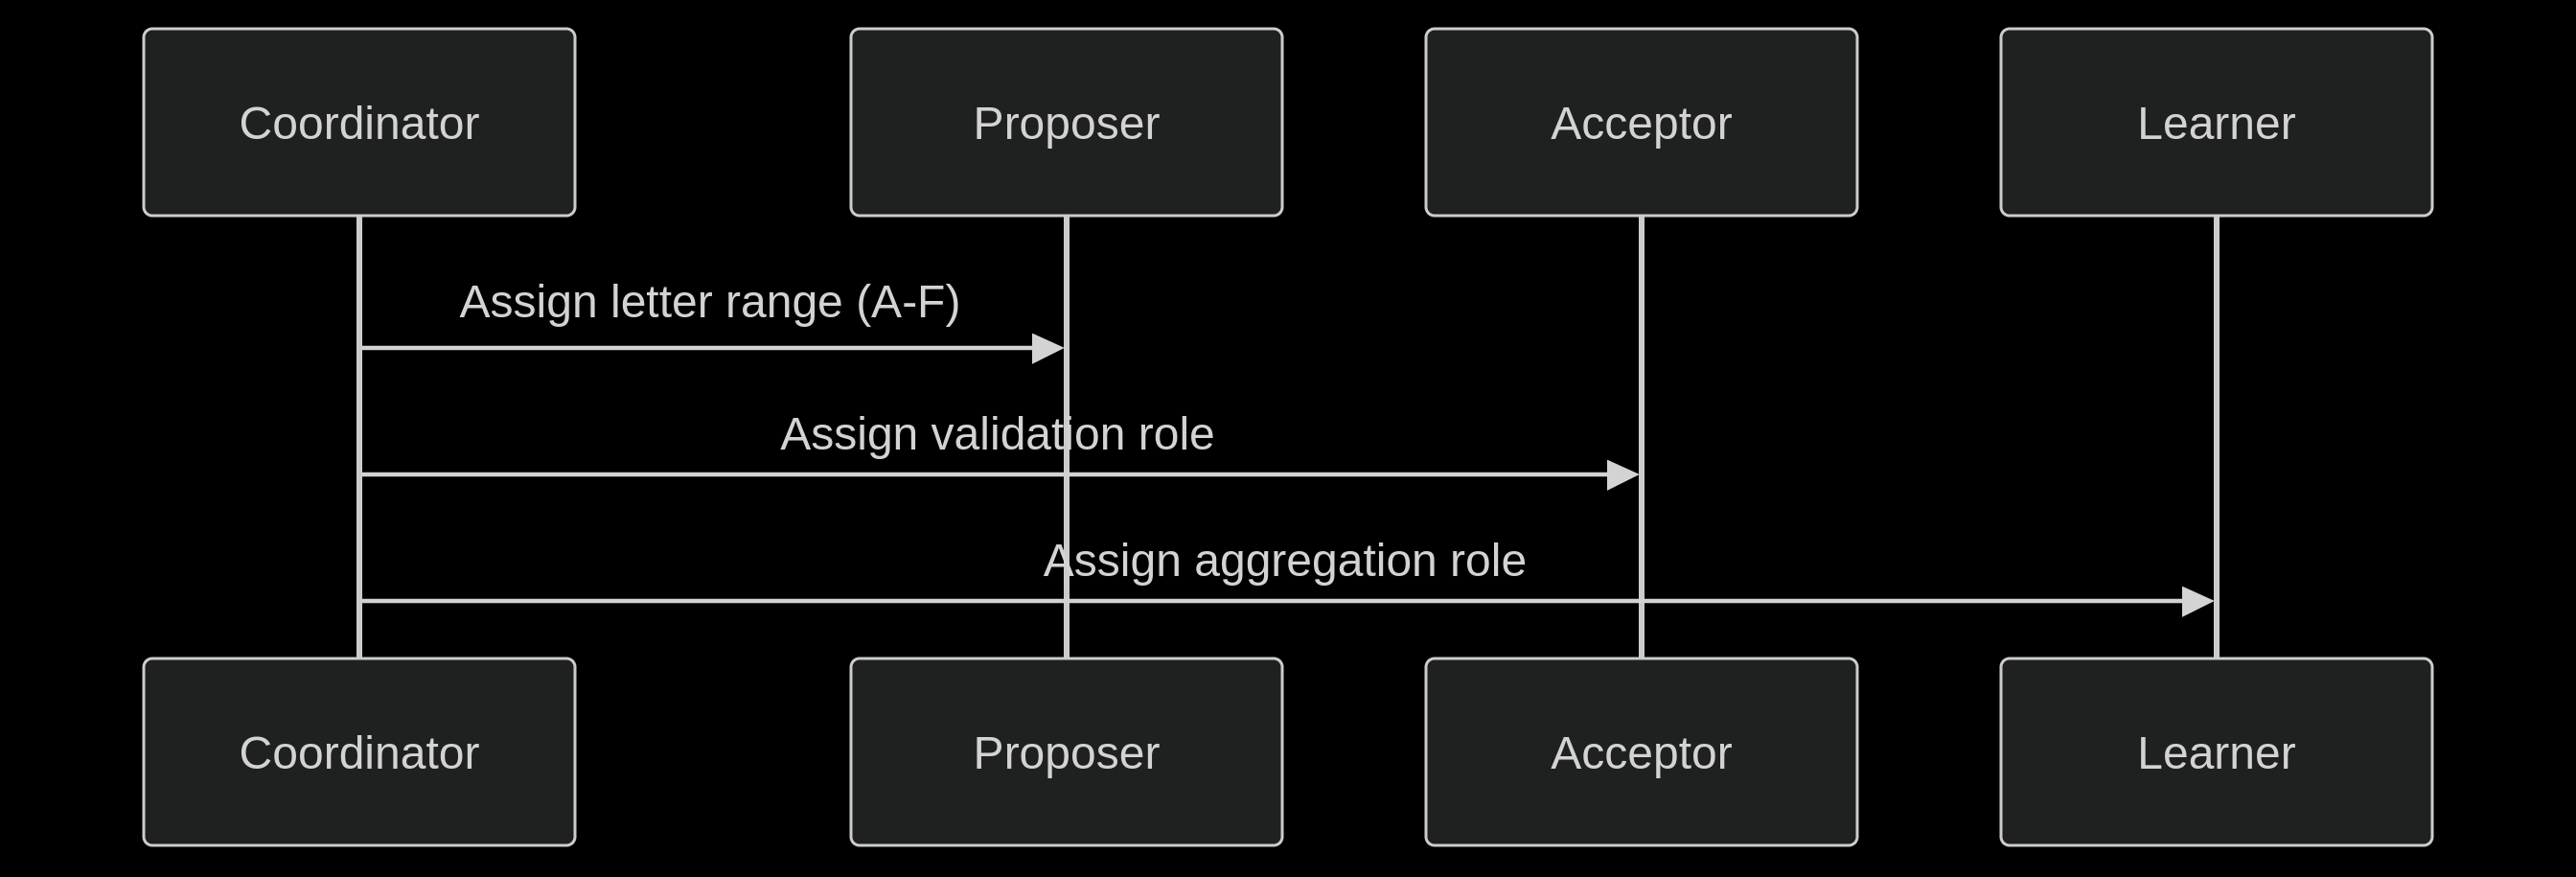 Coordinator
Proposer
Acceptor
Learner
Assign letter range (A-F)
Assign validation role
Assign aggregation role
Coordinator
Proposer
Acceptor
Learner